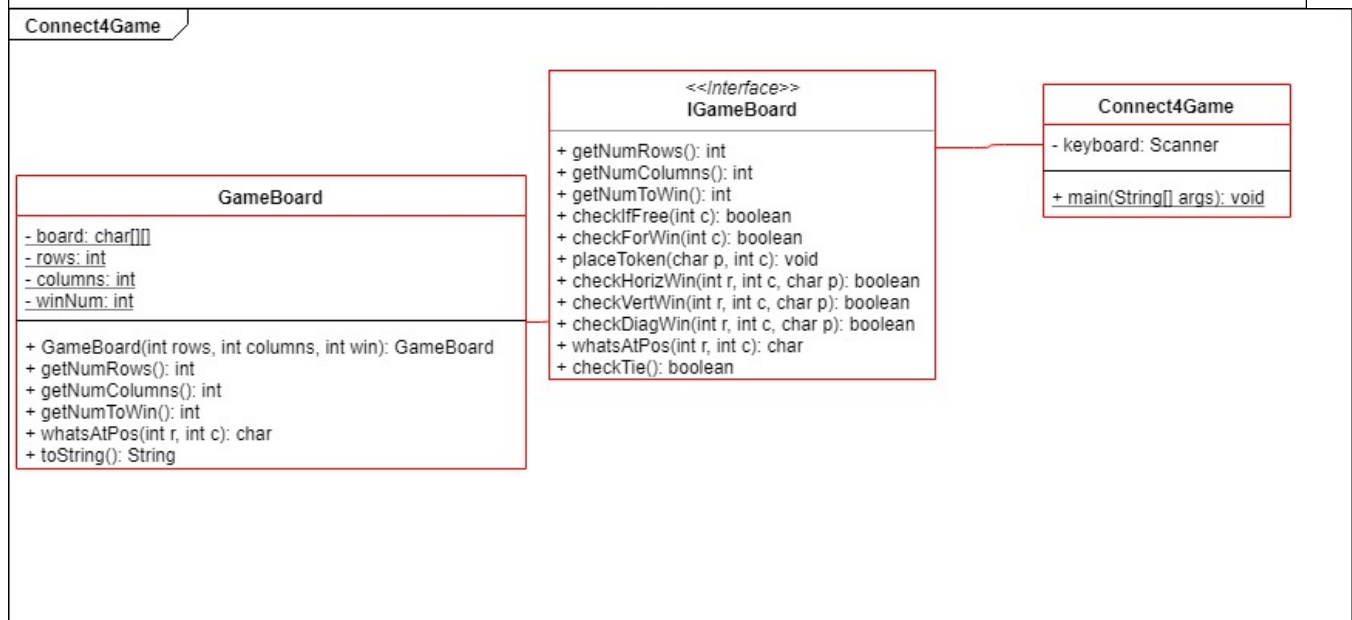 Connect4Game
GameBoard
- board: char[][]
- rows: int
- columns: int
- winNum: int
+ GameBoard(int rows, int columns, int win): GameBoard
+ getNumRows(): int
+ getNumColumns(): int
+ getNumToWin(): int
+ whatsAtPos(int r, int c): char
+ toString(): String
<<Interface>>
IGameBoard
+ getNumRows(): int
+ getNumColumns(): int
+ getNumToWin(): int
+ checkIfFree(int c): boolean
+ checkForWin(int c): boolean
+ placeToken(char p, int c): void
+ checkHorizWin(int r, int c, char p): boolean
+ checkVertWin(int r, int c, char p): boolean
+ checkDiagWin(int r, int c, char p): boolean
+ whatsAtPos(int r, int c): char
+ checkTie(): boolean
Connect4Game
- keyboard: Scanner
+ main(String[] args): void